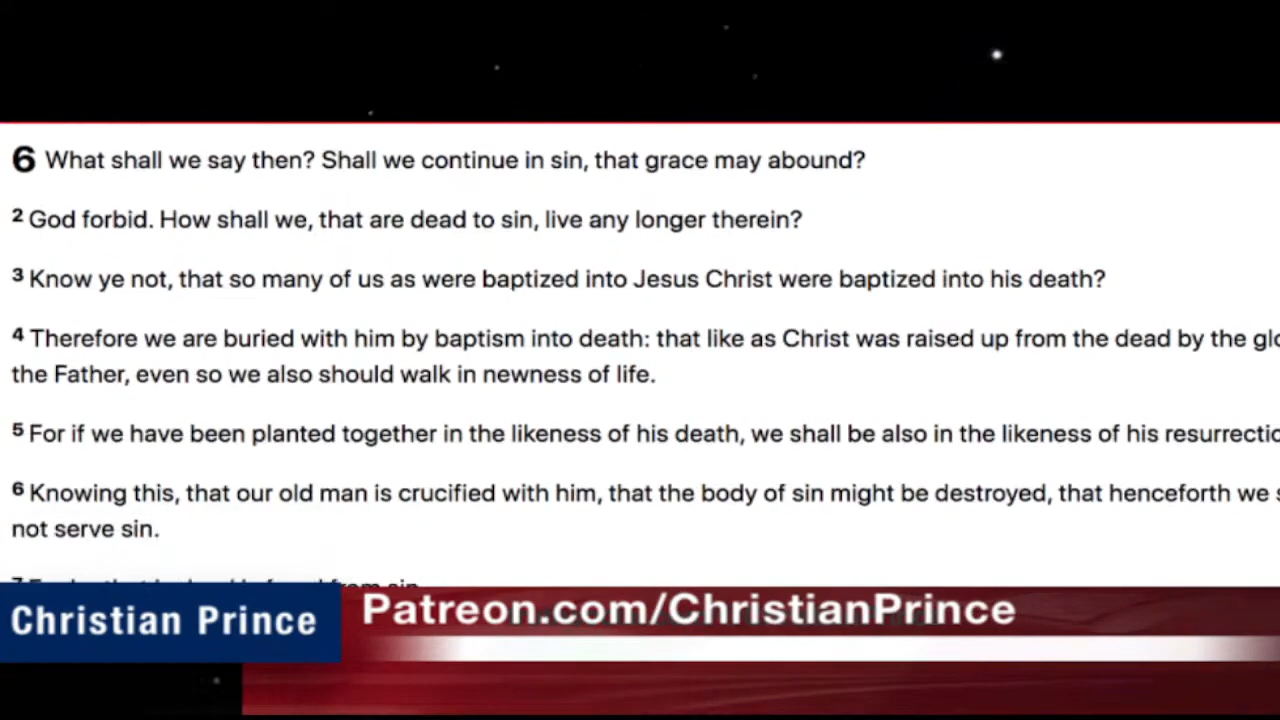 6 What shall we say then? Shall we continue in sin, that grace may abound?
2 God forbid. How shall we, that are dead to sin, live any longer therein?
3 Know ye not, that so many of us as were baptized into Jesus Christ were baptized into his death?
4 Therefore we are buried with him by baptism into death: that like as Christ was raised up from the dead by the glo
the Father, even so we also should walk in newness of life.
5 For if we have been planted together in the likeness of his death, we shall be also in the likeness of his resurrectio
6 Knowing this, that our old man is crucified with him, that the body of sin might be destroyed, that henceforth we s
not serve sin.
Christian Prince
Patreon.com/ChristianPrince